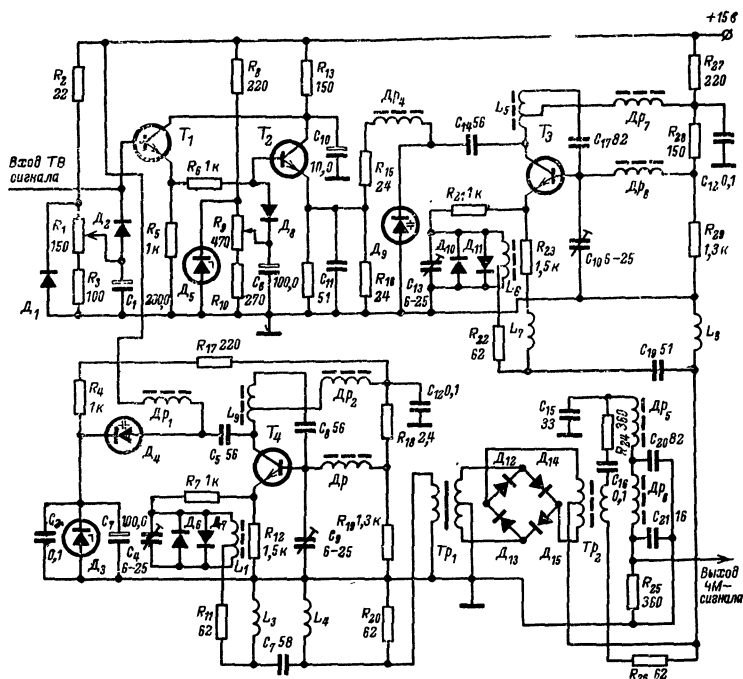 +15 в
R2
22
R8
220
R13
150
R27
220
T1
T2
C10
10,0
Др4
C14 56
L5
T3
C17 82
Др7
R28
150
C12 0,1
Вход ТВ
сигнала
R6 1к
R15
24
Др8
R1
150
Д2
R5
1к
R9
470
Д8
Д9
R21 1к
Д10
Д11
R23
1,5к
C10 6-25
R29
1,3к
R3
100
Д1
C1
200,0
Д5
R10
270
C6
100,0
C11
51
R16
24
C13
6-25
L6
R22
62
L7
C19 51
L8
R17 220
R4
1к
Др1
L9
Др2
C12 0,1
Д4
C5 56
T4
C8 56
R18 2,4
C15
33
R24 360
Др5
C20 82
C16
0,1
Др6
C21
16
R7 1к
Др
Д12
Д14
Д13
Д15
Тр1
Тр2
C2
0,1
Д3
C3
100,0
C4
6-25
Д6
Д7
L1
R12
1,5к
C9
6-25
R19 1,3к
R11
62
L3
L4
C7 58
R20
62
Выход
ЧМ-
сигнала
R25
360
R26 62